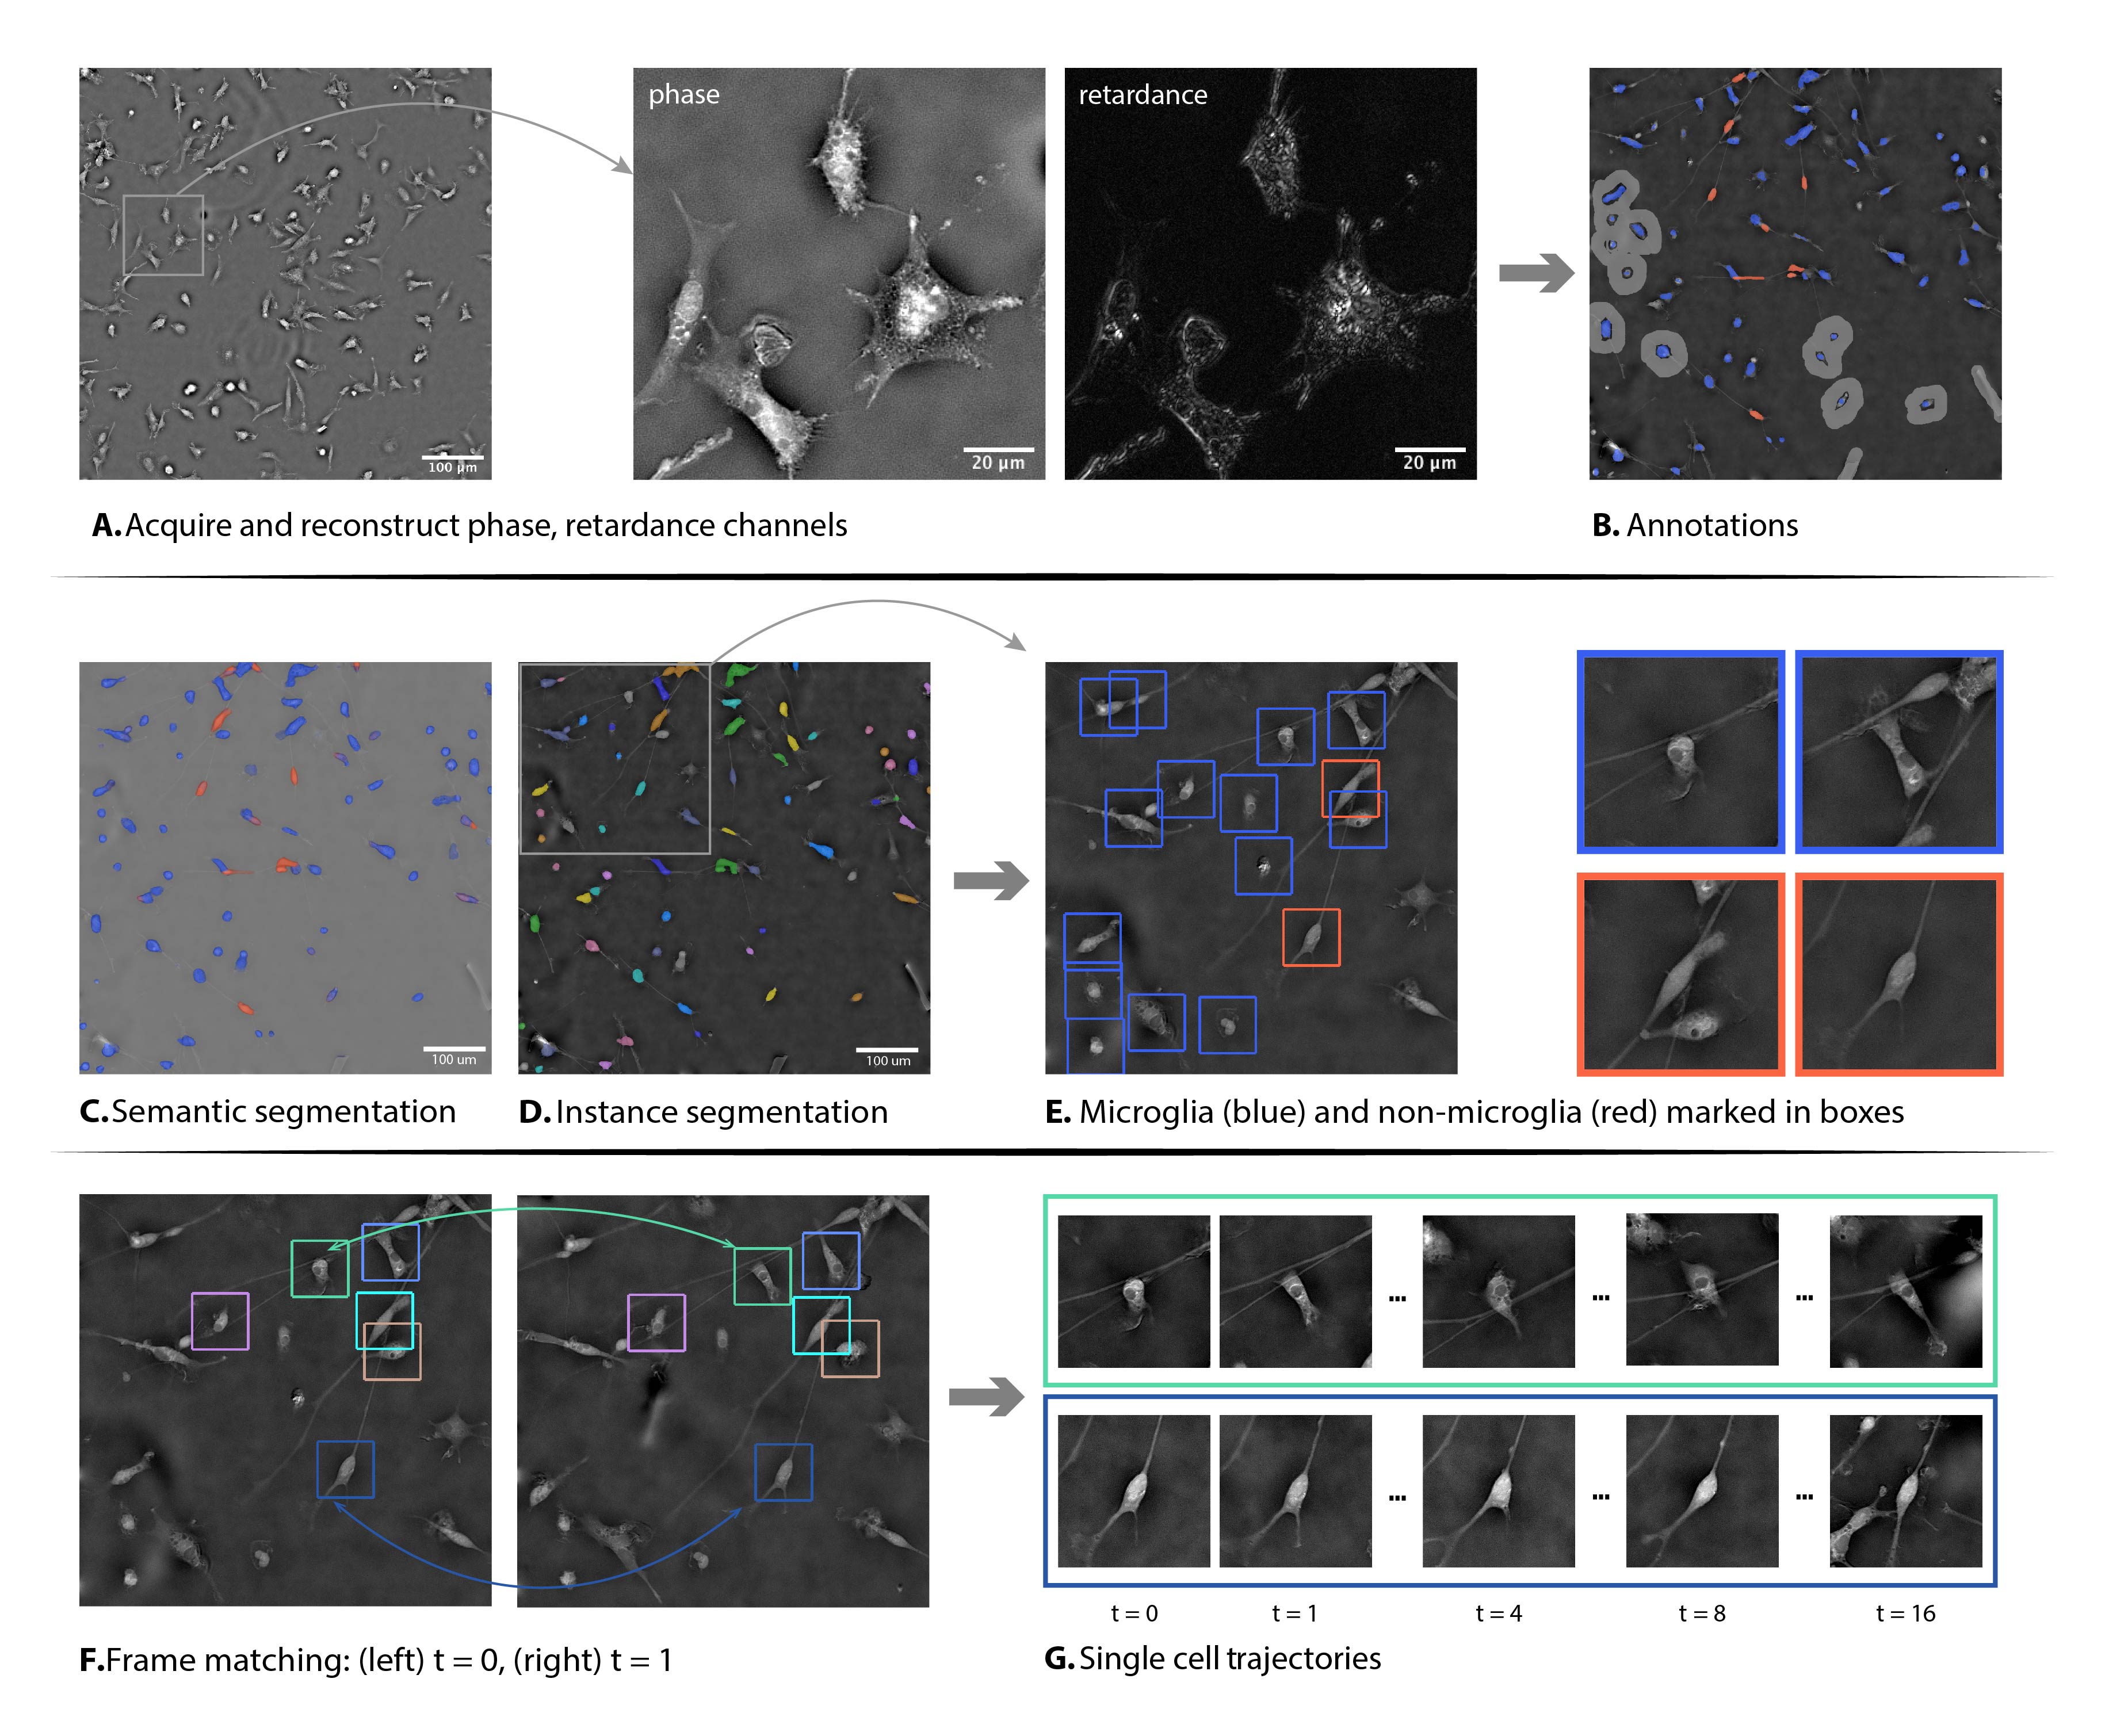 phase
retardance
100 µm
20 µm
20 µm
A. Acquire and reconstruct phase, retardance channels
B. Annotations
100 um
100 um
C. Semantic segmentation
D. Instance segmentation
E. Microglia (blue) and non-microglia (red) marked in boxes
... ... ...
... ... ...
t = 0 t = 1 t = 4 t = 8 t = 16
F. Frame matching: (left) t = 0, (right) t = 1
G. Single cell trajectories